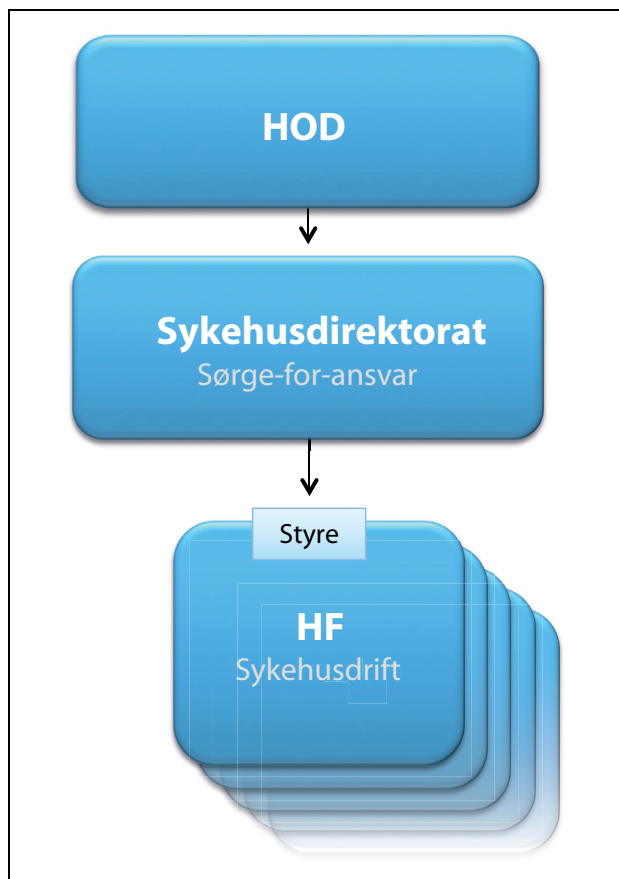 HOD
Sykehusdirektorat
Sørge-for-ansvar
Styre
HF
Sykehusdrift